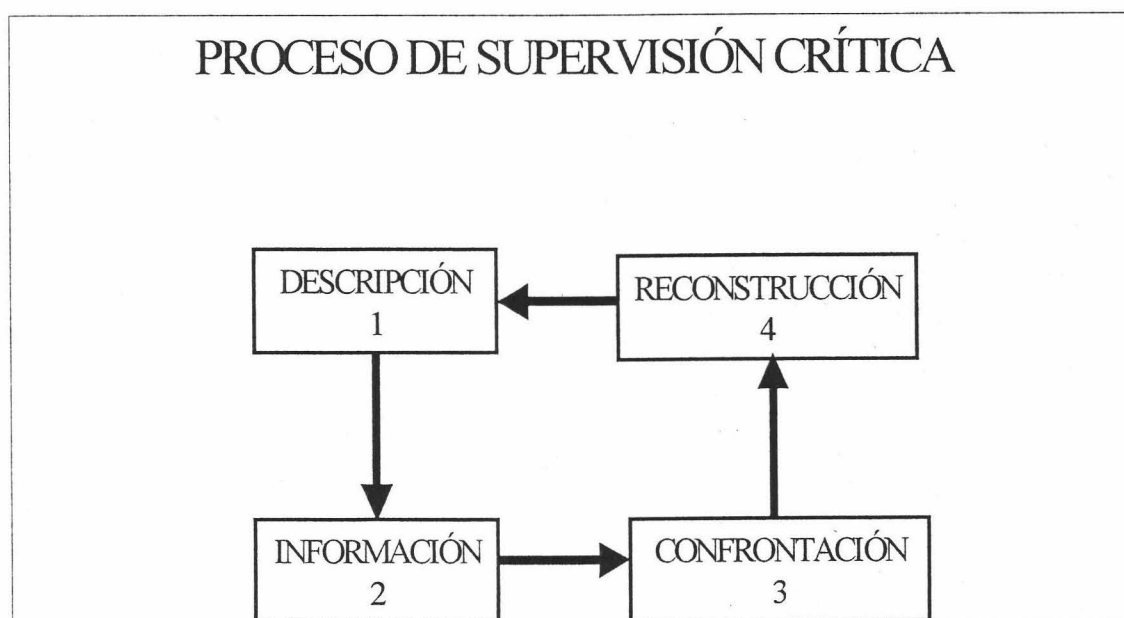 PROCESO DE SUPERVISIÓN CRÍTICA
DESCRIPCIÓN
1
RECONSTRUCCIÓN
4
INFORMACIÓN
2
CONFRONTACIÓN
3